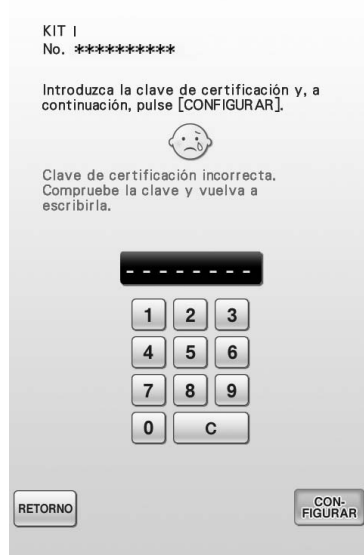 KIT I
No. **********
Introduzca la clave de certificación y, a
continuación, pulse [CONFIGURAR].
Clave de certificación incorrecta.
Compruebe la clave y vuelva a
escribirla.
- - - - - - - -
1 2 3
4 5 6
7 8 9
0 C
RETORNO
CON-
FIGURAR